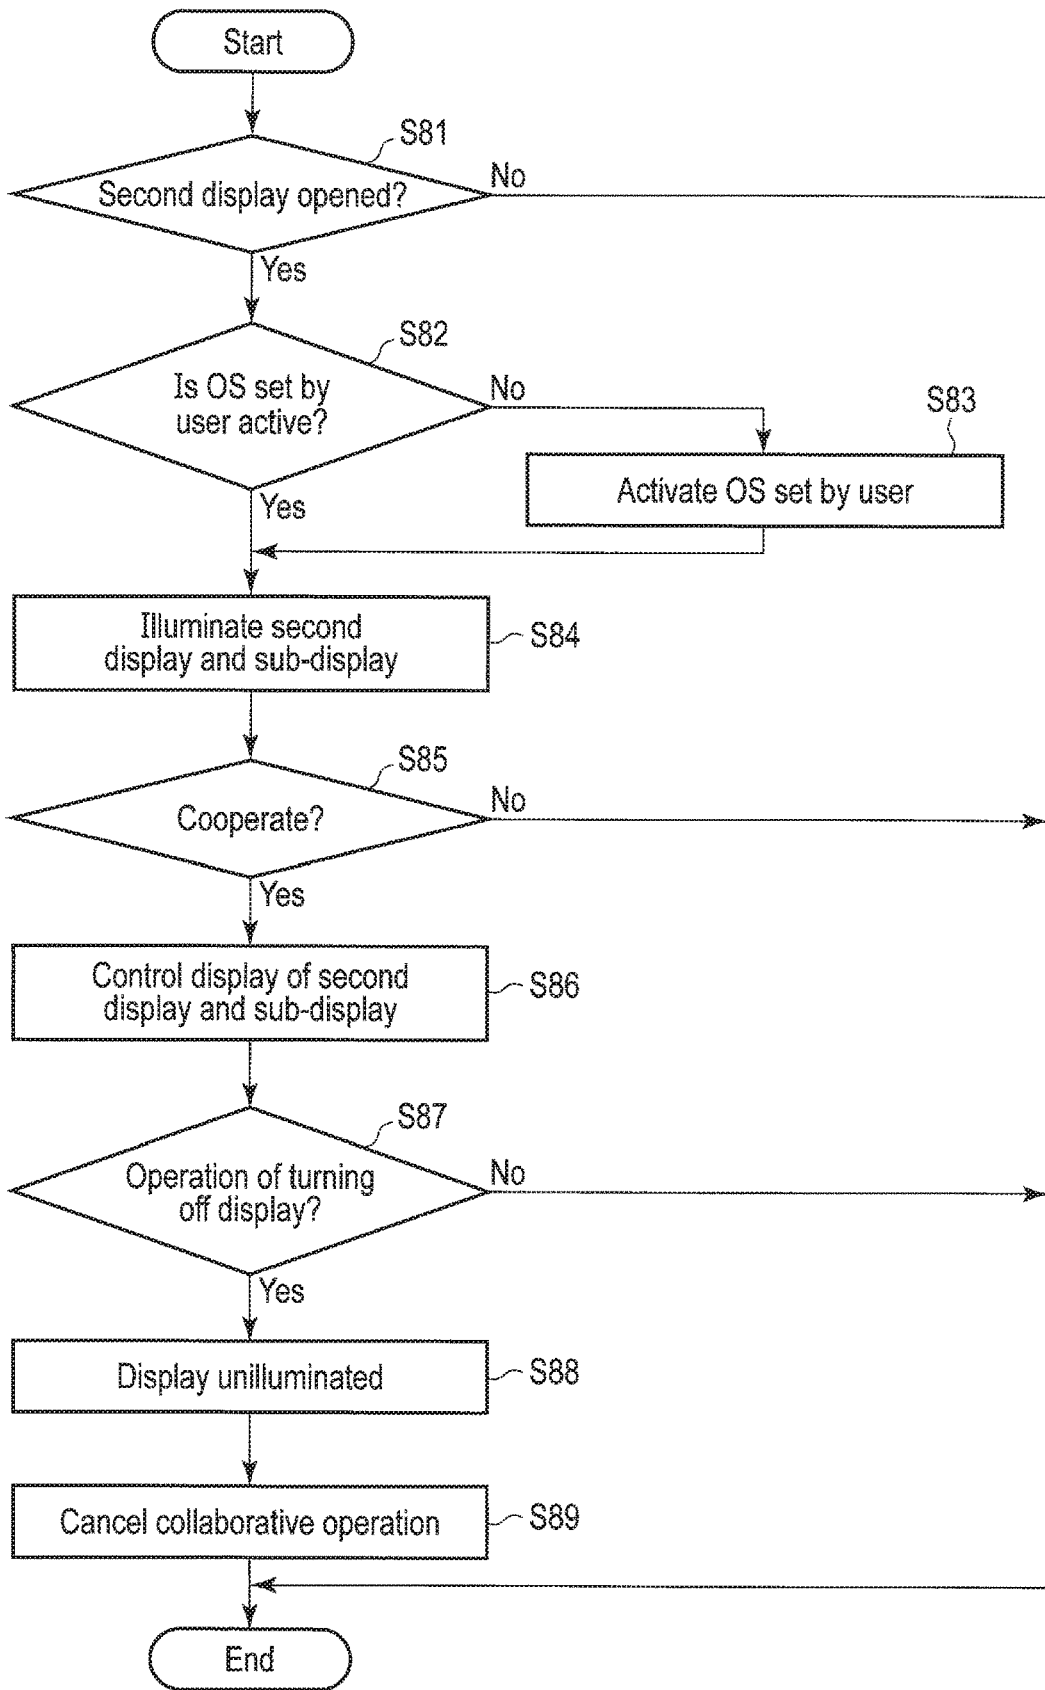 Start
S81
Second display opened?
No
Yes
S82
Is OS set by
user active?
No
S83
Activate OS set by user
Yes
Illuminate second
display and sub-display
S84
S85
Cooperate?
No
Yes
Control display of second
display and sub-display
S86
S87
Operation of turning
off display?
No
Yes
Display unilluminated
S88
Cancel collaborative operation
S89
End